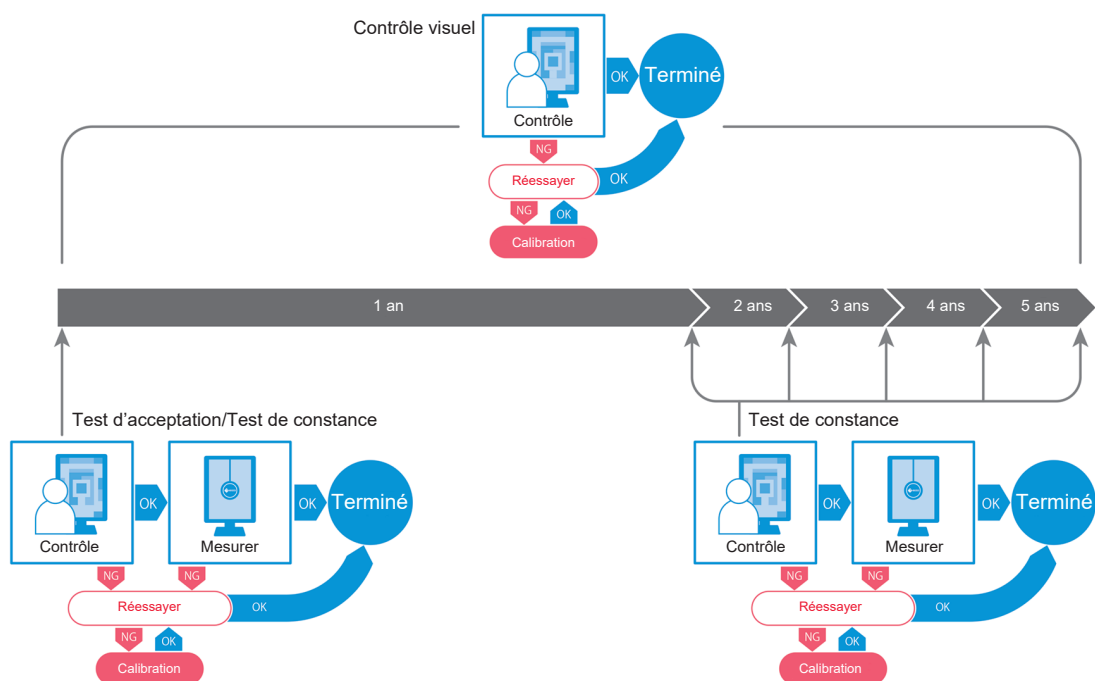 Contrôle visuel
OK
Terminé
Contrôle
NG
Réessayer
OK
NG
OK
Calibration
1 an
2 ans
3 ans
4 ans
5 ans
Test d'acceptation/Test de constance
Contrôle
OK
Mesurer
OK
Terminé
NG
NG
Réessayer
OK
NG
OK
Calibration
Test de constance
Contrôle
OK
Mesurer
OK
Terminé
NG
NG
Réessayer
OK
NG
OK
Calibration